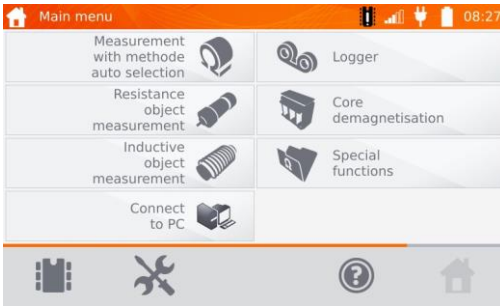 Main menu
08:27
Measurement
with methode
auto selection
Logger
Resistance
object
measurement
Core
demagnetisation
Inductive
object
measurement
Special
functions
Connect
to PC